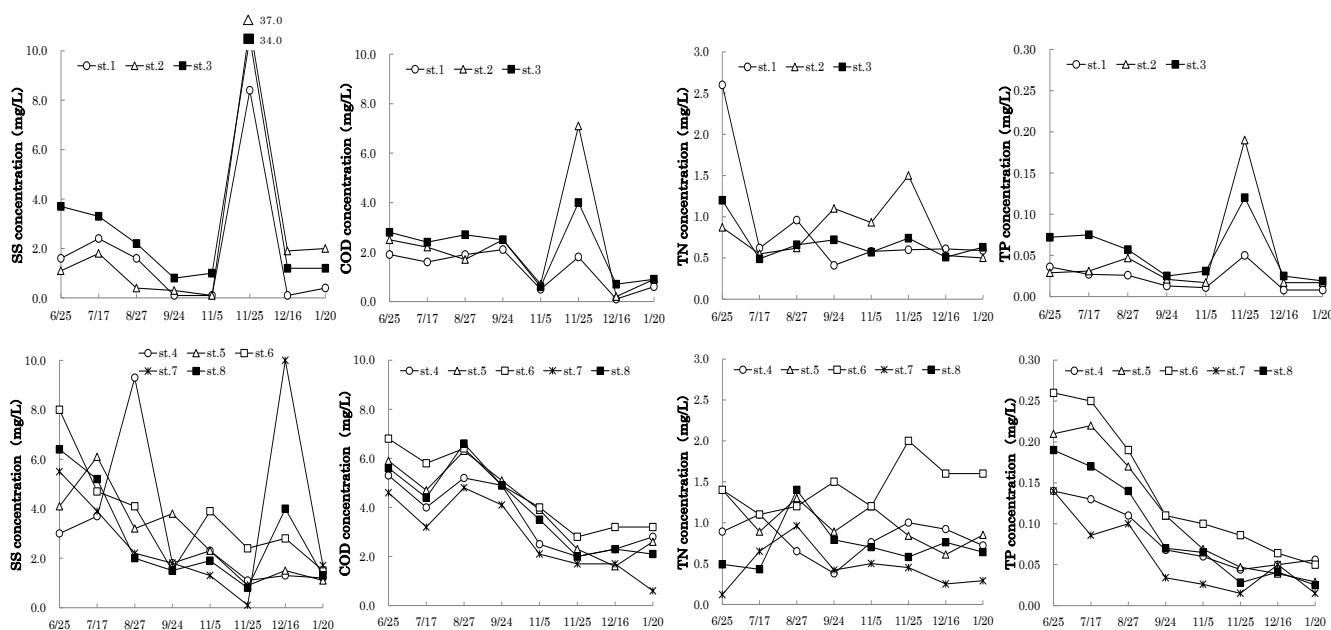 37.0
34.0
SS concentration (mg/L)
st.1 st.2 st.3
10.0
8.0
6.0
4.0
2.0
0.0
6/25 7/17 8/27 9/24 11/5 11/25 12/16 1/20
COD concentration (mg/L)
st.1 st.2 st.3
10.0
8.0
6.0
4.0
2.0
0.0
6/25 7/17 8/27 9/24 11/5 11/25 12/16 1/20
TN concentration (mg/L)
st.1 st.2 st.3
3.0
2.5
2.0
1.5
1.0
0.5
0.0
6/25 7/17 8/27 9/24 11/5 11/25 12/16 1/20
TP concentration (mg/L)
st.1 st.2 st.3
0.30
0.25
0.20
0.15
0.10
0.05
0.00
6/25 7/17 8/27 9/24 11/5 11/25 12/16 1/20
SS concentration (mg/L)
st.4 st.5 st.6
st.7 st.8
10.0
8.0
6.0
4.0
2.0
0.0
6/25 7/17 8/27 9/24 11/5 11/25 12/16 1/20
COD concentration (mg/L)
st.4 st.5 st.6 st.7 st.8
10.0
8.0
6.0
4.0
2.0
0.0
6/25 7/17 8/27 9/24 11/5 11/25 12/16 1/20
TN concentration (mg/L)
st.4 st.5 st.6 st.7 st.8
3.0
2.5
2.0
1.5
1.0
0.5
0.0
6/25 7/17 8/27 9/24 11/5 11/25 12/16 1/20
TP concentration (mg/L)
st.4 st.5 st.6 st.7 st.8
0.30
0.25
0.20
0.15
0.10
0.05
0.00
6/25 7/17 8/27 9/24 11/5 11/25 12/16 1/20